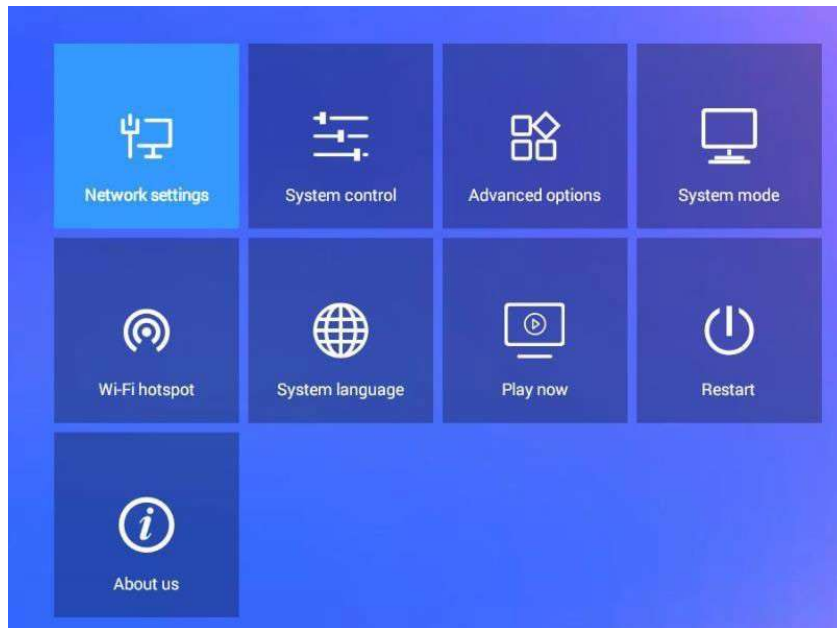 Network settings
System control
Advanced options
System mode
Wi-Fi hotspot
System language
Play now
Restart
About us